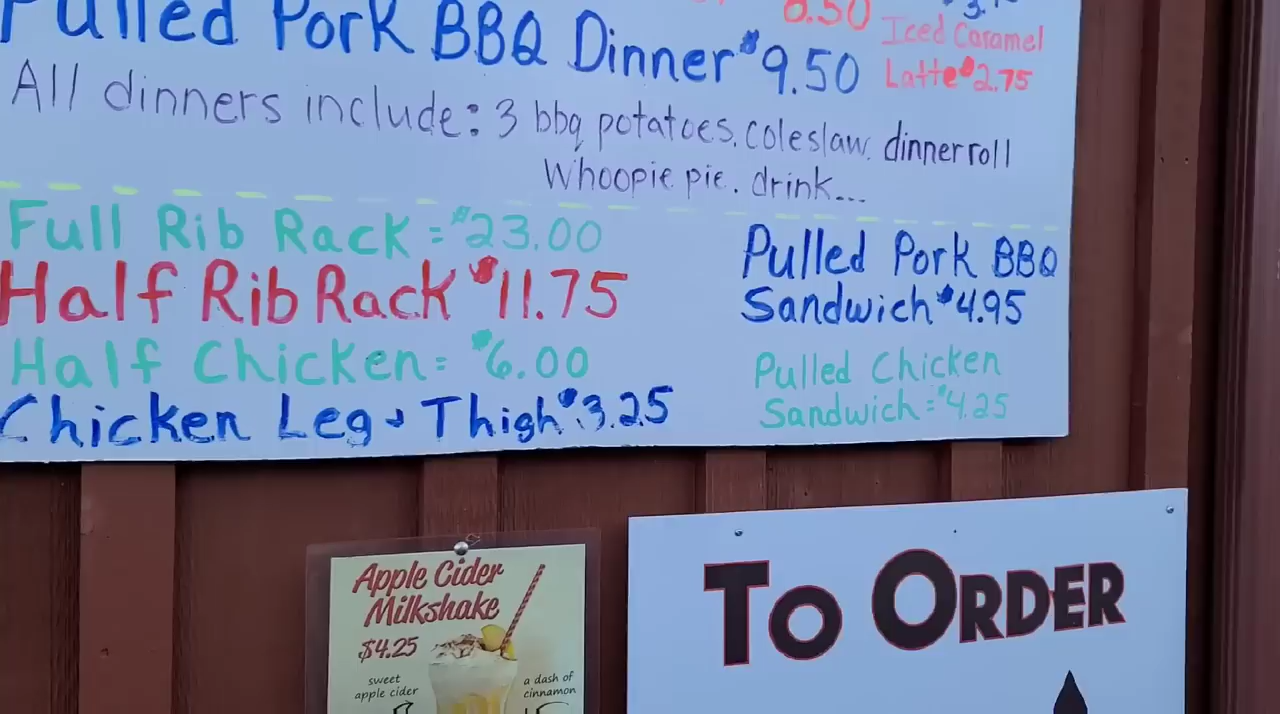 Pulled Pork BBQ Dinner $9.50
Iced Caramel
Latte $2.75
All dinners include: 3 bbq potatoes. coleslaw. dinner roll
Whoopie pie. drink...
Full Rib Rack = $23.00
Half Rib Rack $11.75
Half Chicken = $6.00
Chicken Leg & Thigh $3.25
Pulled Pork BBQ
Sandwich $4.95
Pulled Chicken
Sandwich = $4.25
Apple Cider
Milkshake
$4.25
sweet
apple cider
a dash of
cinnamon
TO ORDER